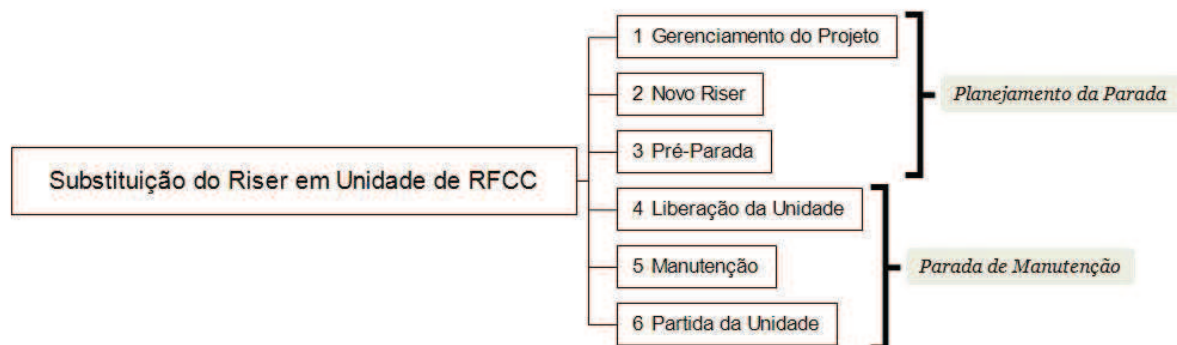 1 Gerenciamento do Projeto
2 Novo Riser
Planejamento da Parada
3 Pré-Parada
Substituição do Riser em Unidade de RFCC
4 Liberação da Unidade
5 Manutenção
Parada de Manutenção
6 Partida da Unidade